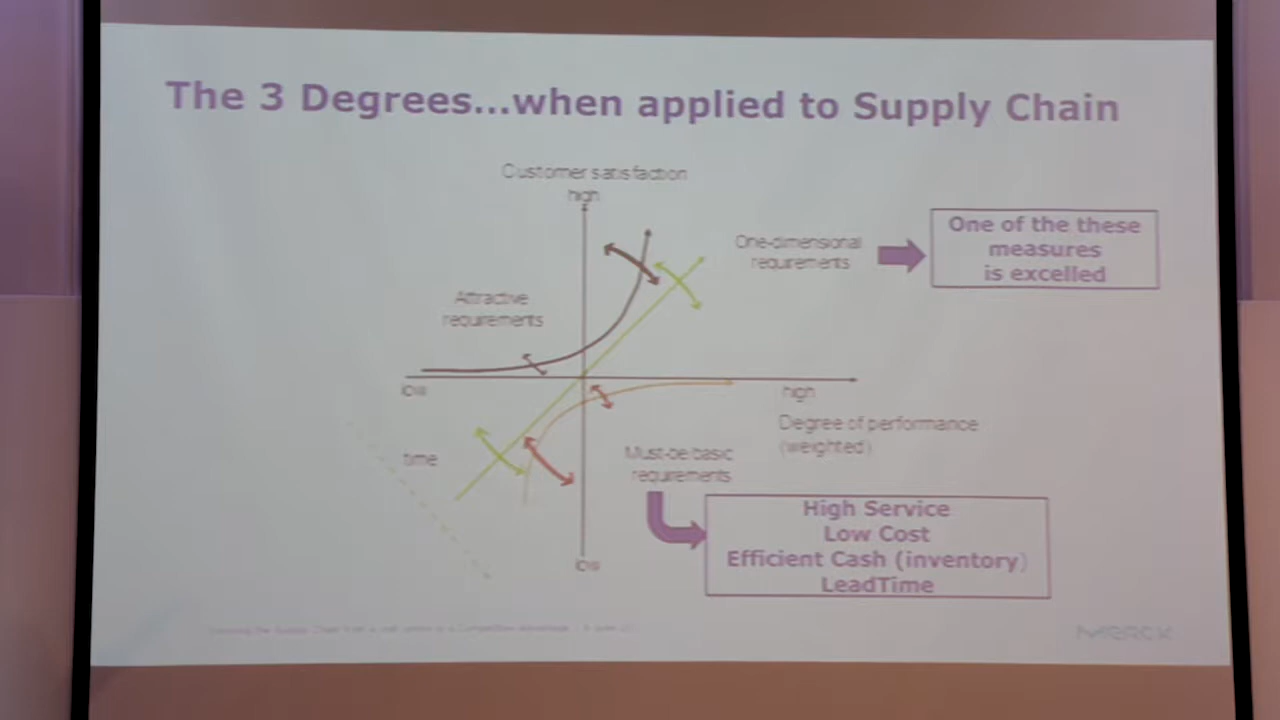 The 3 Degrees...when applied to Supply Chain
Customer satisfaction
high
One-dimensional
requirements
One of the these
measures
is excelled
Attractive
requirements
low
high
Degree of performance
(weighted)
time
Must-be basic
requirements
High Service
Low Cost
Efficient Cash (inventory)
LeadTime
low
MERCK